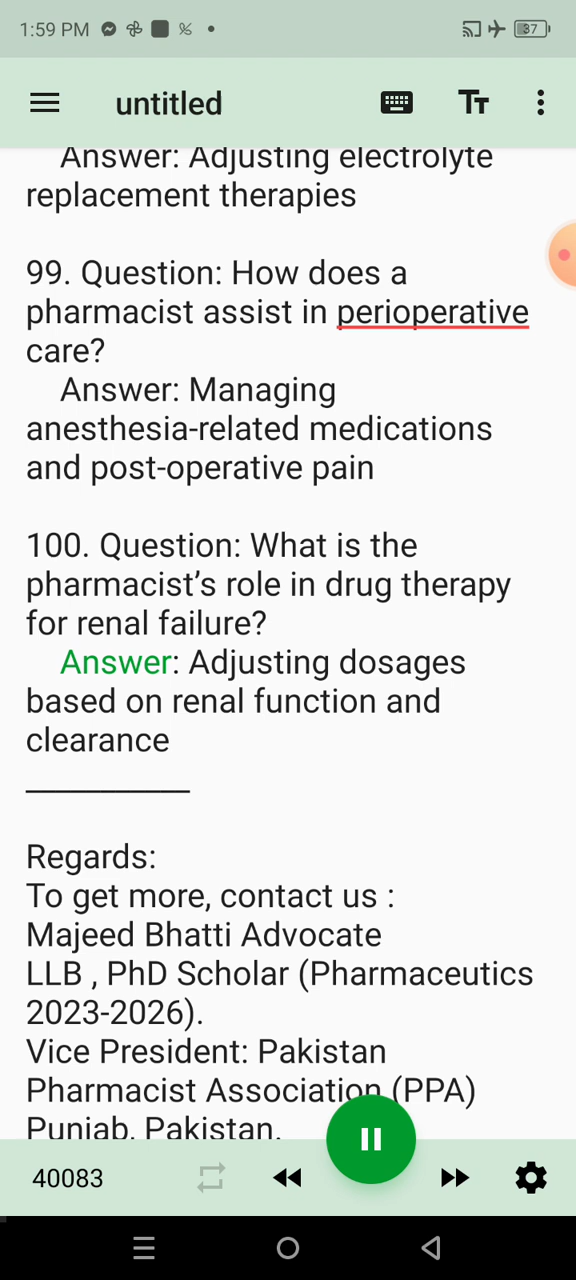 1:59 PM
37
untitled
Answer: Adjusting electrolyte
replacement therapies
99. Question: How does a
pharmacist assist in perioperative
care?
Answer: Managing
anesthesia-related medications
and post-operative pain
100. Question: What is the
pharmacist’s role in drug therapy
for renal failure?
Answer: Adjusting dosages
based on renal function and
clearance
___________
Regards:
To get more, contact us :
Majeed Bhatti Advocate
LLB , PhD Scholar (Pharmaceutics
2023-2026).
Vice President: Pakistan
Pharmacist Association (PPA)
Punjab, Pakistan.
40083